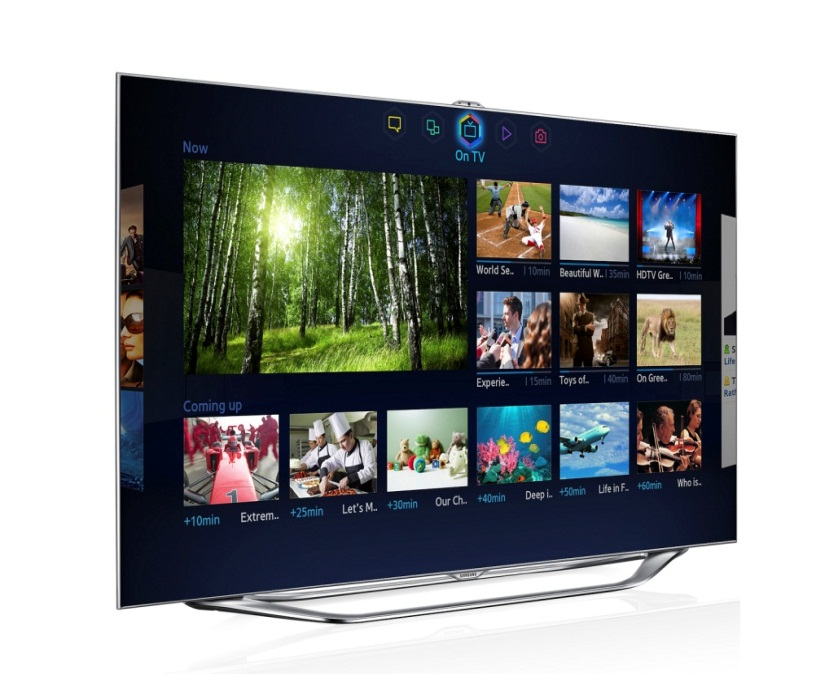 On TV
Now
World Se.. | 10min
Beautiful W.. | 35min
HDTV Gre.. | 10min
Experie.. | 15min
Toys of.. | 40min
On Gree.. | 80min
S
Life
T
Rath
Coming up
1
+10min Extrem..
+25min Let's M..
+30min Our Ch..
+40min Deep i..
+50min Life in F..
+60min Who is..
SAMSUNG